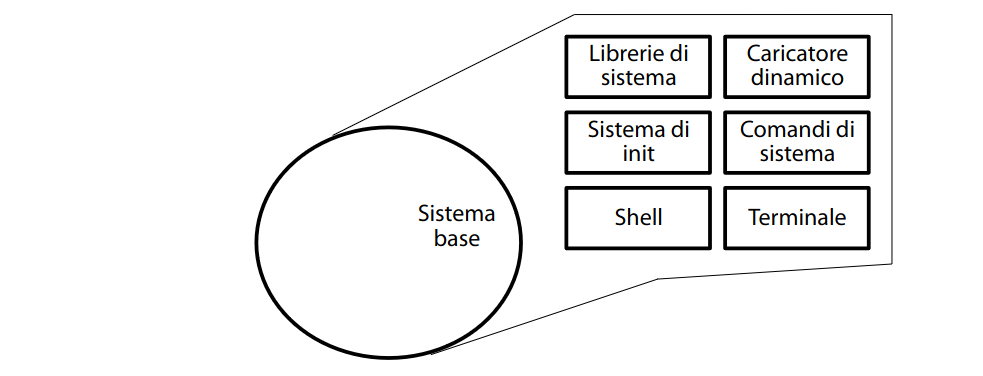 Librerie di
sistema
Caricatore
dinamico
Sistema di
init
Comandi di
sistema
Sistema
base
Shell
Terminale